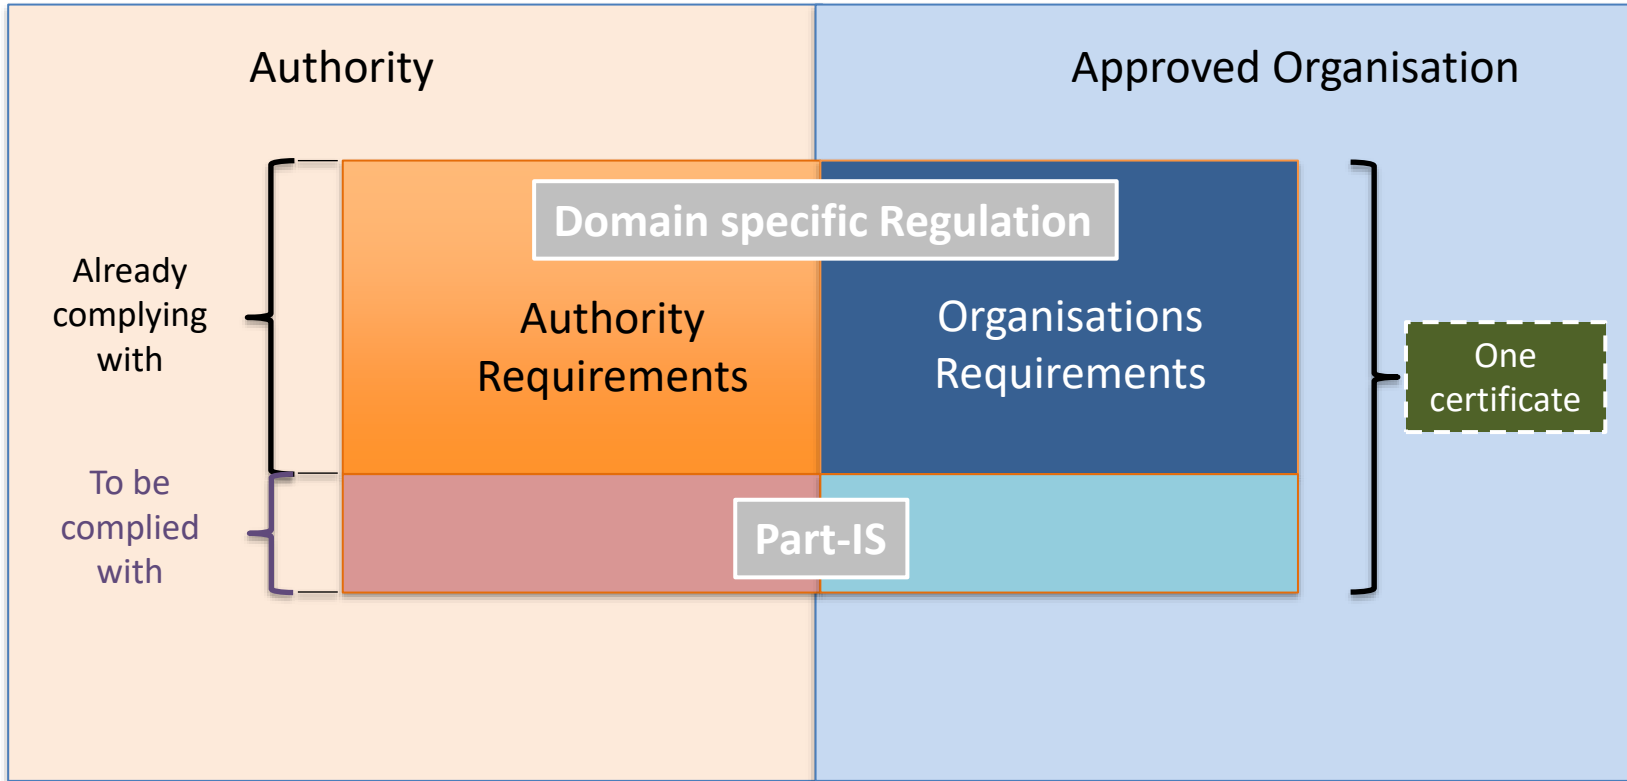 Authority
Approved Organisation
Domain specific Regulation
Already
complying
with
Authority
Requirements
Organisations
Requirements
One
certificate
To be
complied
with
Part-IS